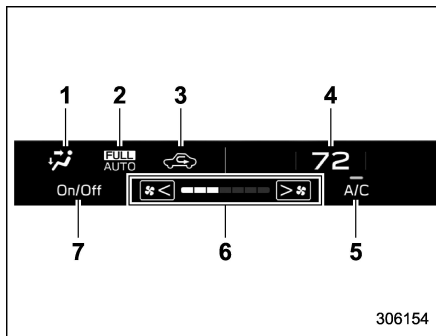 1 2 3 4
FULL
AUTO 72
On/Off < > A/C
7 6 5
306154